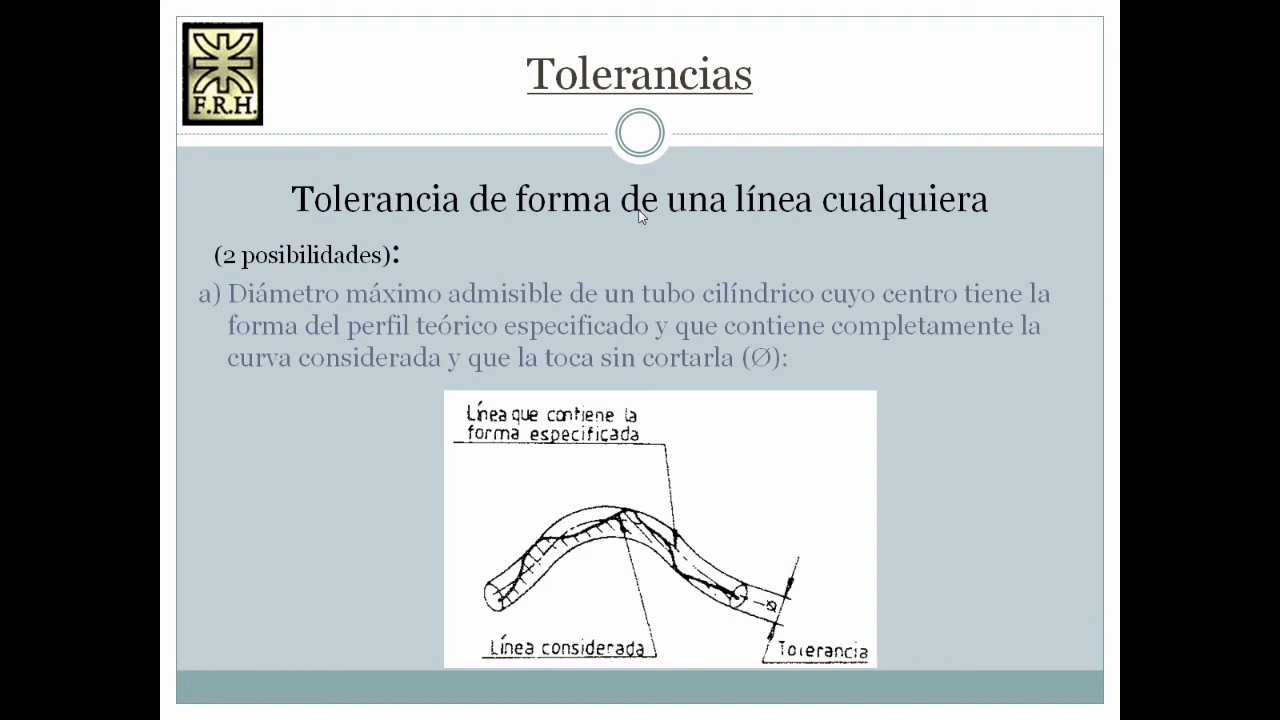 F.R.H.
Tolerancias
Tolerancia de forma de una línea cualquiera
(2 posibilidades):
a) Diámetro máximo admisible de un tubo cilíndrico cuyo centro tiene la
forma del perfil teórico especificado y que contiene completamente la
curva considerada y que la toca sin cortarla (Ø):
Línea que contiene la
forma especificada
Ø
Línea considerada
Tolerancia